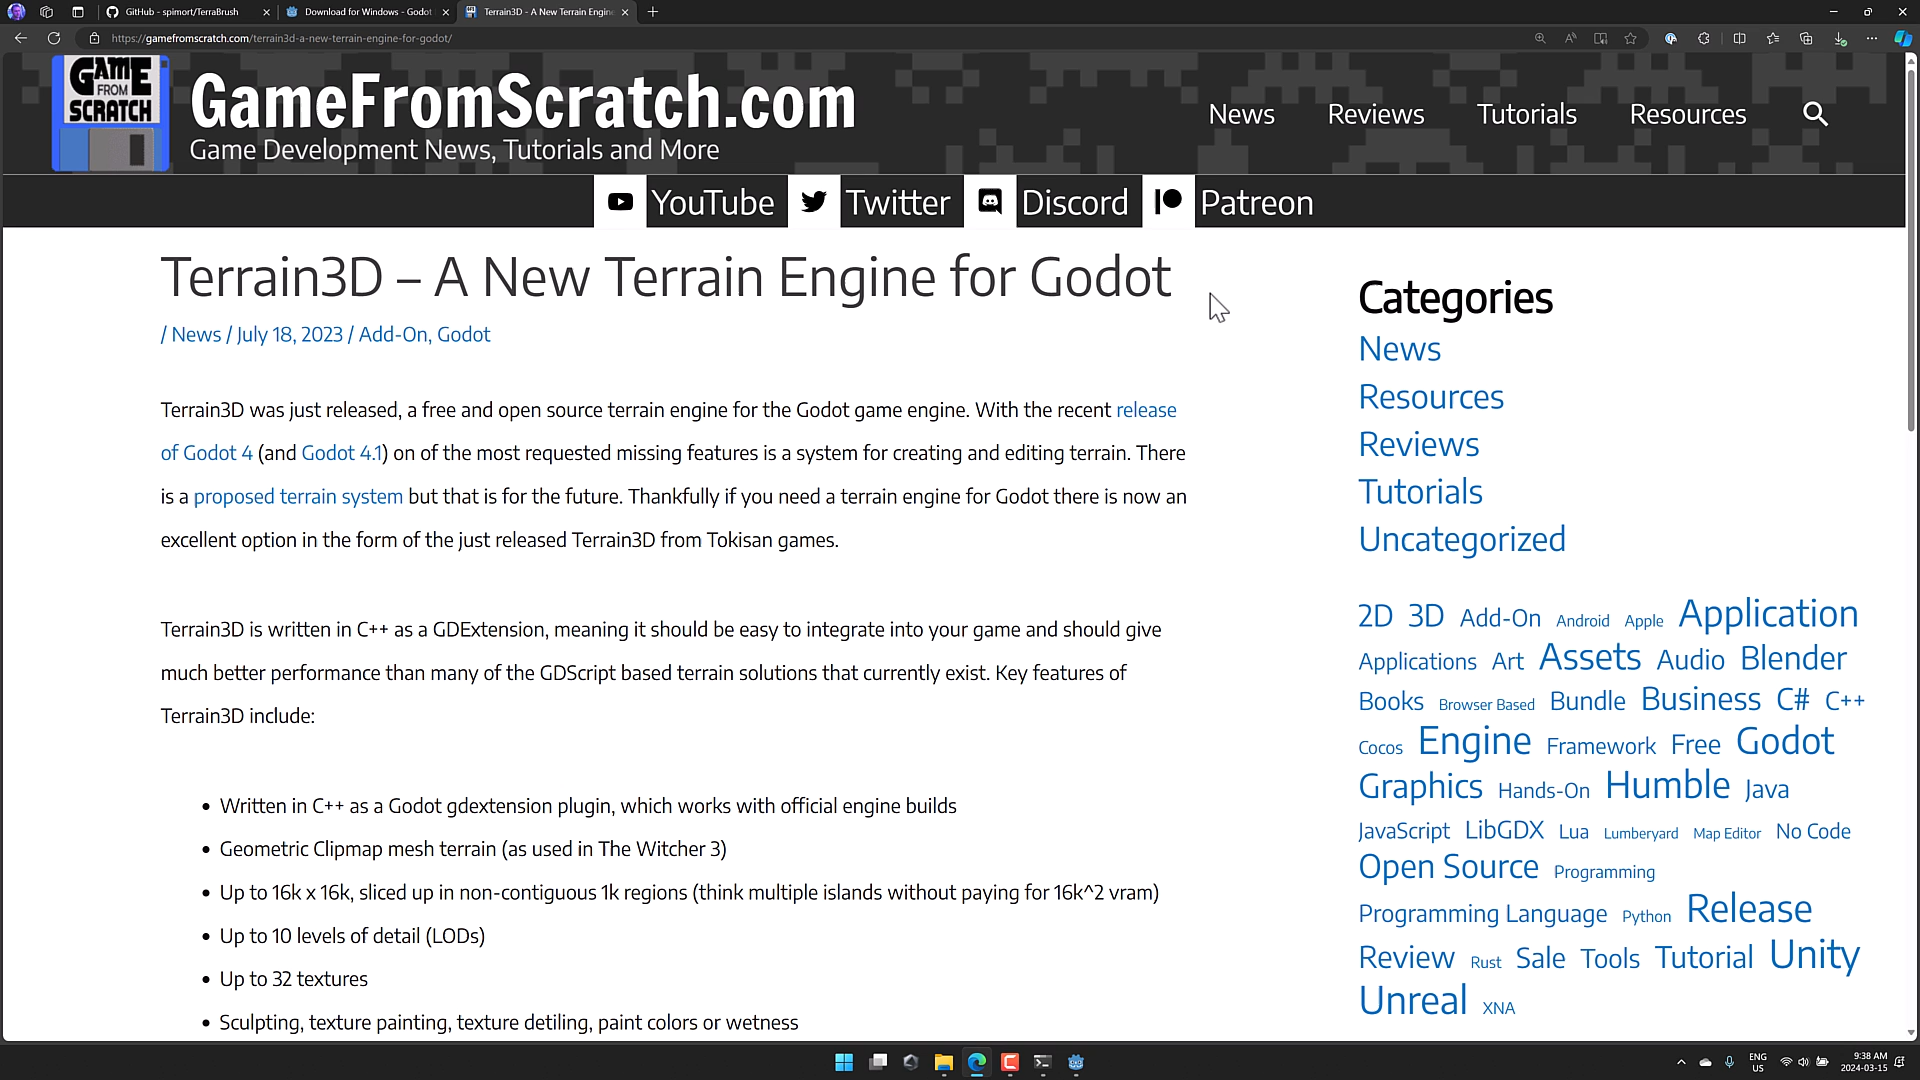 GitHub - spimort/TerraBrush
Download for Windows - Godot
Terrain3D - A New Terrain Engine
https://gamefromscratch.com/terrain3d-a-new-terrain-engine-for-godot/
GAME
FROM
SCRATCH
GameFromScratch.com
Game Development News, Tutorials and More
News
Reviews
Tutorials
Resources
YouTube
Twitter
Discord
Patreon
Terrain3D – A New Terrain Engine for Godot
/ News / July 18, 2023 / Add-On, Godot
Terrain3D was just released, a free and open source terrain engine for the Godot game engine. With the recent release
of Godot 4 (and Godot 4.1) on of the most requested missing features is a system for creating and editing terrain. There
is a proposed terrain system but that is for the future. Thankfully if you need a terrain engine for Godot there is now an
excellent option in the form of the just released Terrain3D from Tokisan games.
Terrain3D is written in C++ as a GDExtension, meaning it should be easy to integrate into your game and should give
much better performance than many of the GDScript based terrain solutions that currently exist. Key features of
Terrain3D include:
• Written in C++ as a Godot gdextension plugin, which works with official engine builds
• Geometric Clipmap mesh terrain (as used in The Witcher 3)
• Up to 16k x 16k, sliced up in non-contiguous 1k regions (think multiple islands without paying for 16k^2 vram)
• Up to 10 levels of detail (LODs)
• Up to 32 textures
• Sculpting, texture painting, texture detiling, paint colors or wetness
Categories
News
Resources
Reviews
Tutorials
Uncategorized
2D 3D Add-On Android Apple Application
Applications Art Assets Audio Blender
Books Browser Based Bundle Business C# C++
Cocos Engine Framework Free Godot
Graphics Hands-On Humble Java
JavaScript LibGDX Lua Lumberyard Map Editor No Code
Open Source Programming
Programming Language Python Release
Review Rust Sale Tools Tutorial Unity
Unreal XNA
ENG
US
9:38 AM
2024-03-15